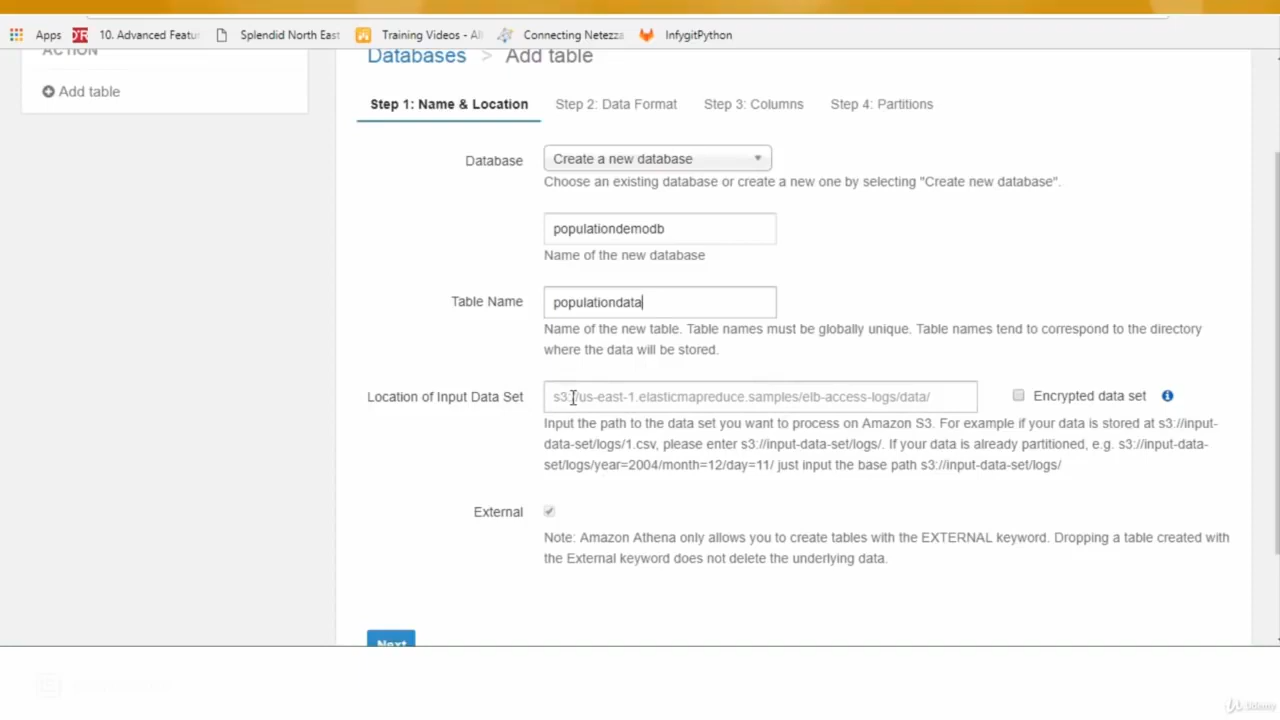 Apps 10. Advanced Featu Splendid North East Training Videos - Al Connecting Netezza InfygitPython
ACTION
Add table
Databases > Add table
Step 1: Name & Location Step 2: Data Format Step 3: Columns Step 4: Partitions
Database Create a new database
Choose an existing database or create a new one by selecting "Create new database".
populationdemodb
Name of the new database
Table Name populationdata
Name of the new table. Table names must be globally unique. Table names tend to correspond to the directory
where the data will be stored.
Location of Input Data Set s3://us-east-1.elasticmapreduce.samples/elb-access-logs/data/ Encrypted data set
Input the path to the data set you want to process on Amazon S3. For example if your data is stored at s3://input-
data-set/logs/1.csv, please enter s3://input-data-set/logs/. If your data is already partitioned, e.g. s3://input-data-
set/logs/year=2004/month=12/day=11/ just input the base path s3://input-data-set/logs/
External
Note: Amazon Athena only allows you to create tables with the EXTERNAL keyword. Dropping a table created with
the External keyword does not delete the underlying data.
Next
Udemy